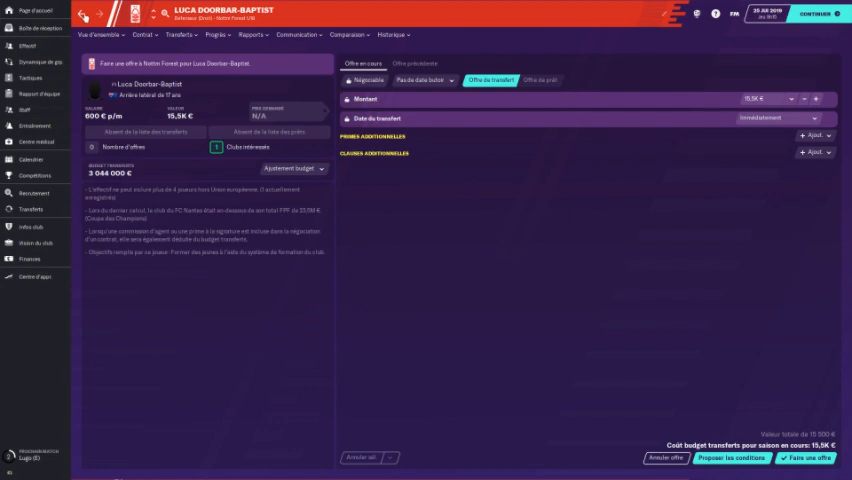 Page d'accueil
LUCA DOORBAR-BAPTIST
Défenseur (Droit) - Nottm Forest U18
25 Jull 2019
FM
CONTINUER
Boîte de réception
Vue d'ensemble
Contrat
Transferts
Progrès
Rapports
Communication
Comparaison
Historique
Effectif
Dynamique de gro
Tactiques
Rapport d'équipe
Staff
Entraînement
Centre médical
Calendrier
Compétitions
Recrutement
Transferts
Infos club
Vision du club
Finances
Centre d'appr.
PROCHAIN MATCH
Lugo (E)
Faire une offre à Nottm Forest pour Luca Doorbar-Baptist.
Luca Doorbar-Baptist
Arrière latéral de 17 ans
SALAIRE
600 € p/m
VALEUR
15,5K €
PRIX DEMANDÉ
N/A
Absent de la liste des transferts
Absent de la liste des prêts
0 Nombre d'offres
1 Clubs intéressés
BUDGET TRANSFERTS
3 044 000 €
Ajustement budget
- L'effectif ne peut inclure plus de 4 joueurs hors Union européenne. (1 actuellement
enregistrés)
- Lors du dernier calcul, le club du FC Nantes était en-dessous de son total FPF de
(Coupe des Champions)
- Lorsqu'une commission d'agent ou une prime à la signature est incluse dans la négociation
d'un contrat, elle sera également déduite du budget transferts.
- Objectifs remplis par ce joueur: Former des jeunes à l'aide du système de formation du club.
Offre en cours
Offre précédente
Négociable
Pas de date butoir
Offre de transfert
Offre de prêt
Montant
15,5K €
Date du transfert
Immédiatement
PRIMES ADDITIONNELLES
+ Ajout.
CLAUSES ADDITIONNELLES
+ Ajout.
Valeur totale de 15 500 €
Coût budget transferts pour saison en cours: 15,5K €
Annuler sél.
Annuler offre
Proposer les conditions
Faire une offre